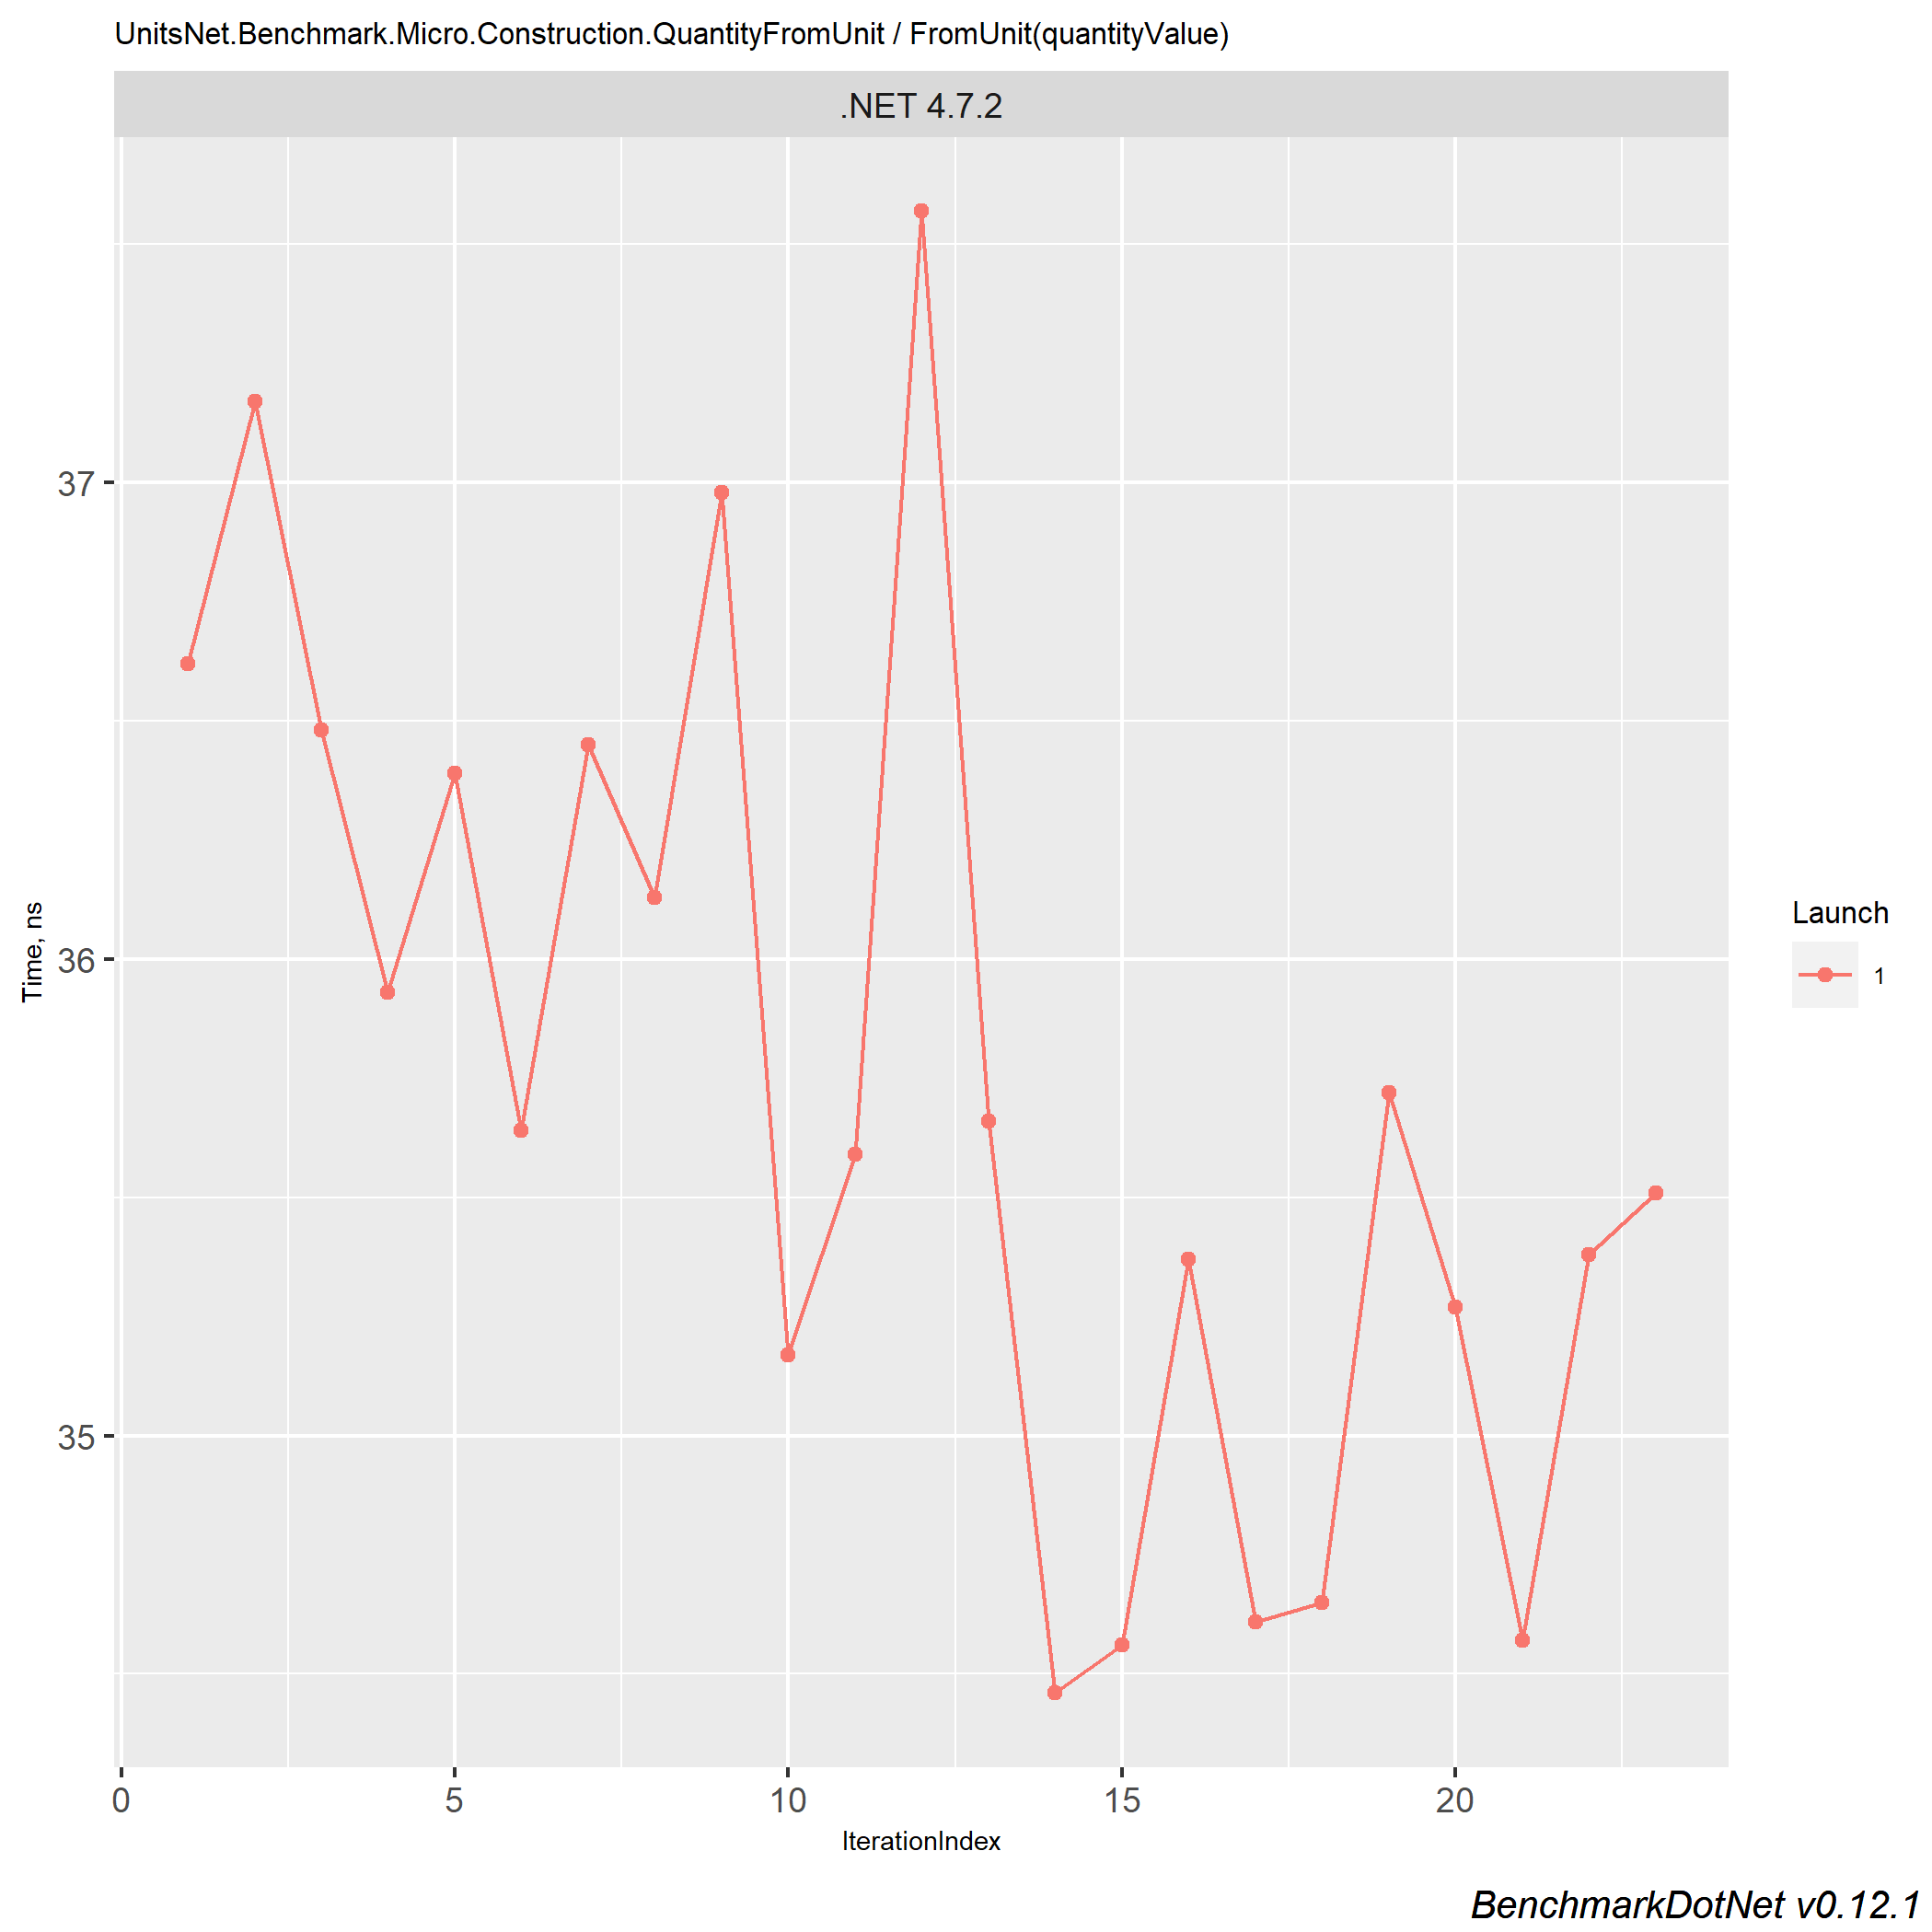 UnitsNet.Benchmark.Micro.Construction.QuantityFromUnit / FromUnit(quantityValue)
.NET 4.7.2
37
36
35
Time, ns
0 5 10 15 20
IterationIndex
Launch
1
BenchmarkDotNet v0.12.1